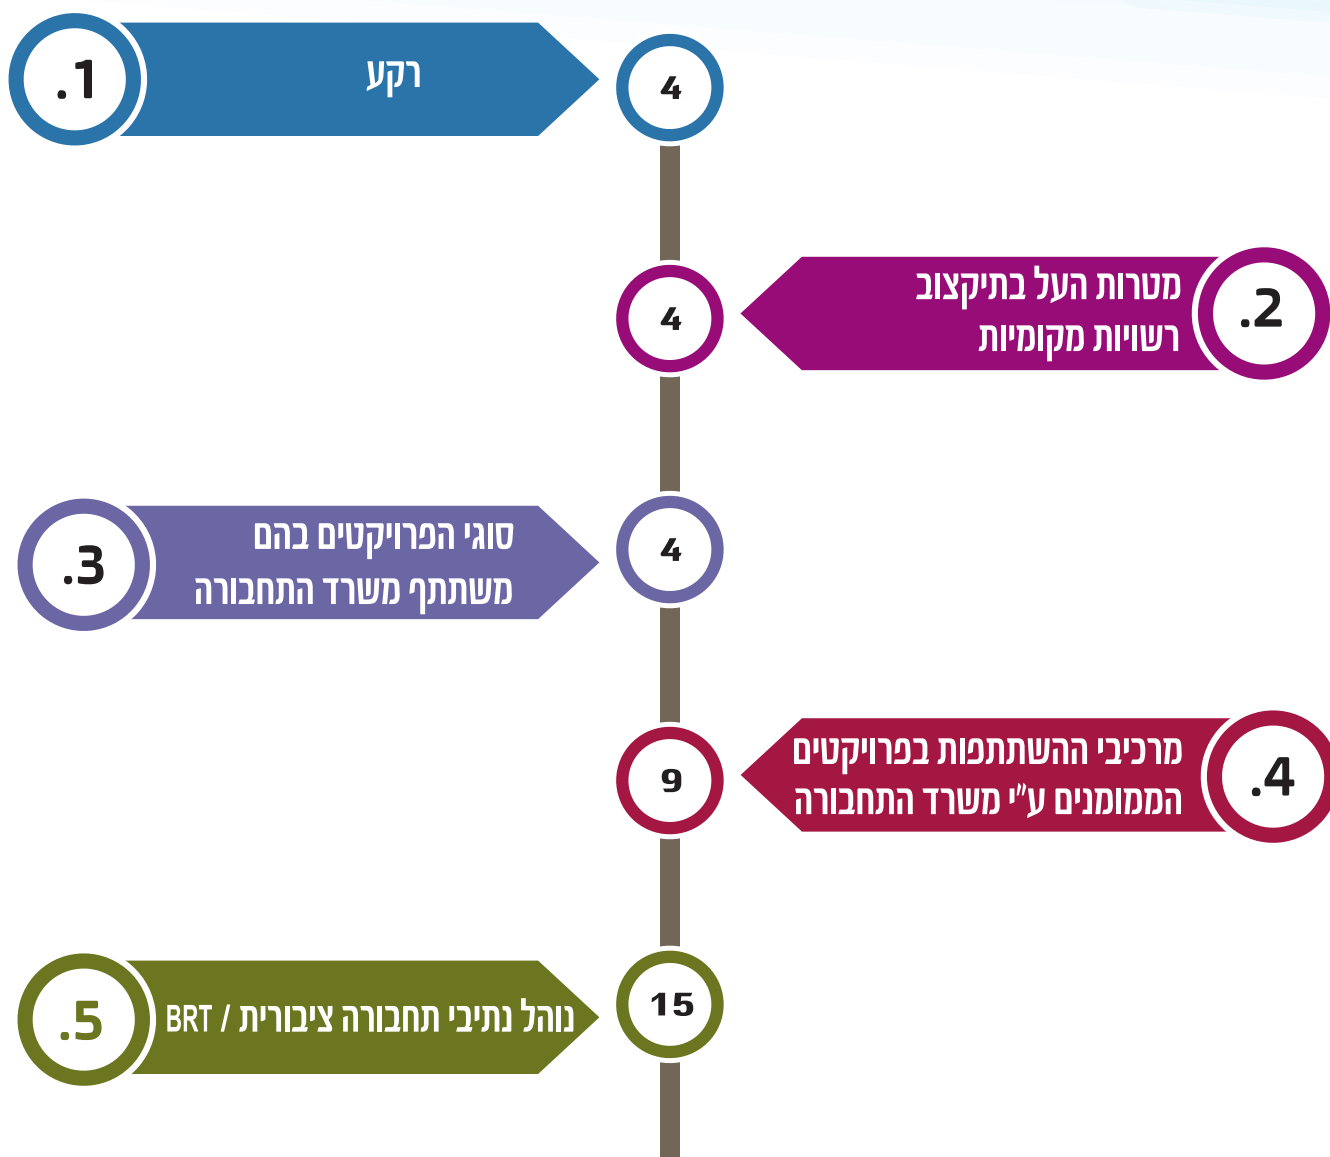 .1
רקע
4
.2
מטרות העל בתיקצוב
רשויות מקומיות
4
.3
סוגי הפרויקטים בהם
משתתף משרד התחבורה
4
.4
מרכיבי ההשתתפות בפרויקטים
הממומנים ע"י משרד התחבורה
9
.5
נוהל נתיבי תחבורה ציבורית / BRT
15